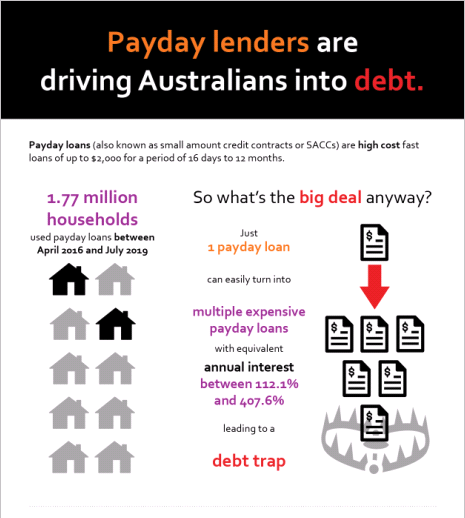 Payday lenders are
driving Australians into debt.
Payday loans (also known as small amount credit contracts or SACCs) are high cost fast
loans of up to $2,000 for a period of 16 days to 12 months.
1.77 million
households
used payday loans between
April 2016 and July 2019
So what's the big deal anyway?
Just
1 payday loan
can easily turn into
multiple expensive
payday loans
with equivalent
annual interest
between 112.1%
and 407.6%
leading to a
debt trap
$
$ $ $
$ $
$